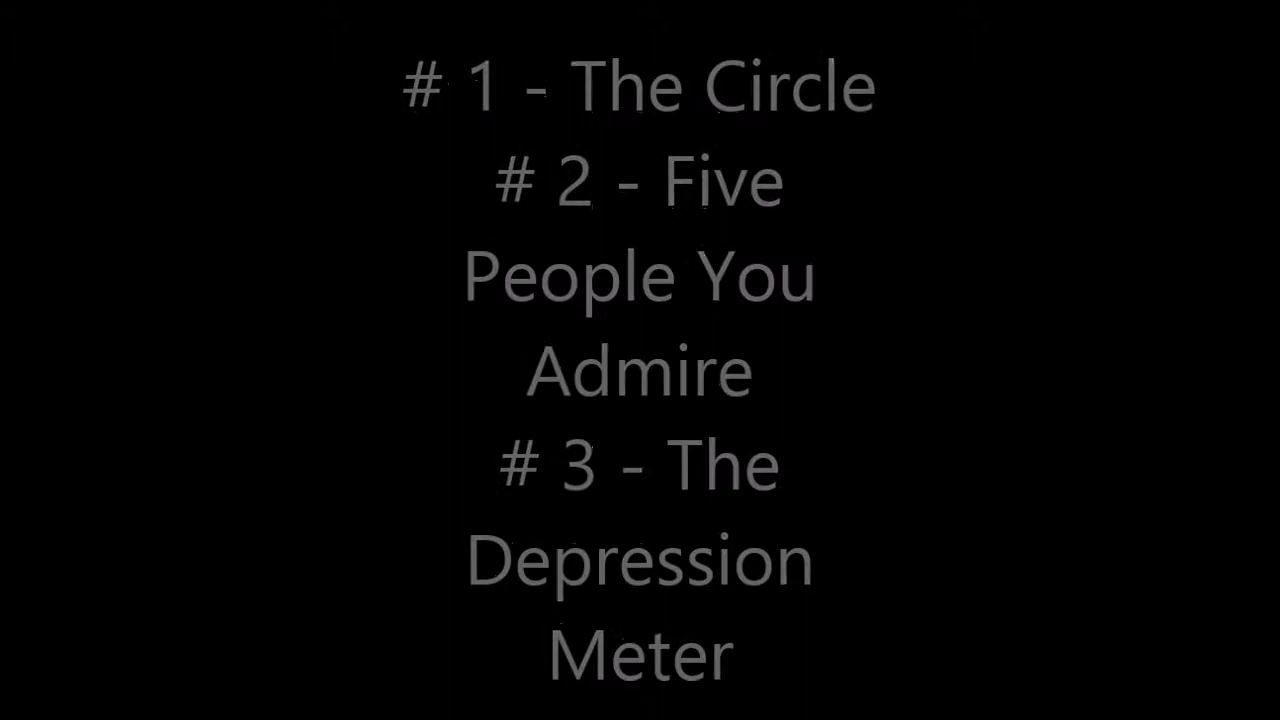 # 1 - The Circle
# 2 - Five
People You
Admire
# 3 - The
Depression
Meter